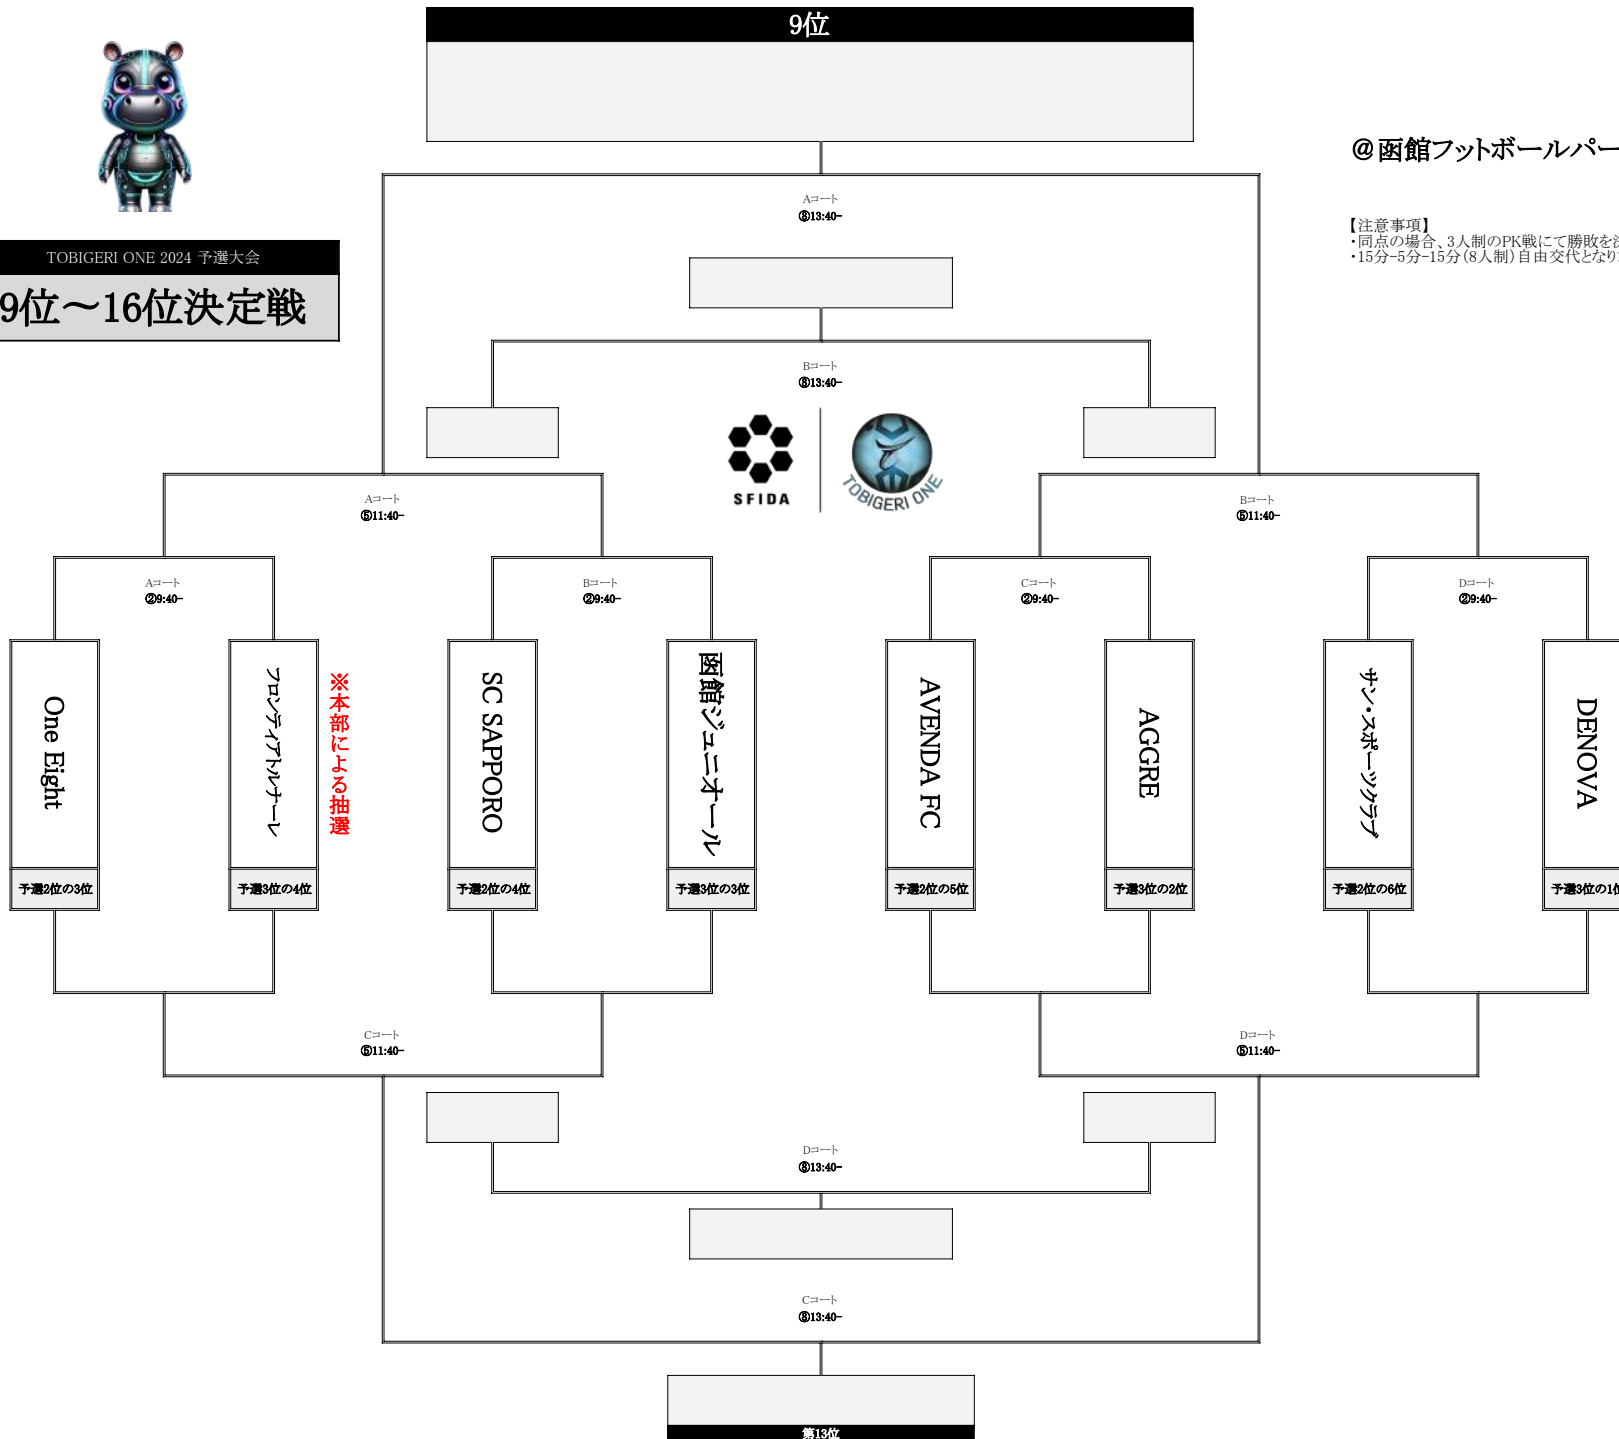 9位
@函館フットボールパー
Aコート
⑧13:40-
【注意事項】
・同点の場合、3人制のPK戦にて勝敗を決
・15分-5分-15分(8人制)自由交代となり
TOBIGERI ONE 2024 予選大会
9位～16位決定戦
Bコート
⑧13:40-
SFIDA
TOBIGERI ONE
Aコート
⑤11:40-
Bコート
⑤11:40-
Aコート
②9:40-
Bコート
②9:40-
Cコート
②9:40-
Dコート
②9:40-
One Eight
フロンティアトルナーレ
※本部による抽選
SC SAPPORO
函館ジュニオール
AVENDA FC
AGGRE
サン・スポーツクラブ
DENOVA
予選2位の3位
予選3位の4位
予選2位の4位
予選3位の3位
予選2位の5位
予選3位の2位
予選2位の6位
予選3位の1位
Cコート
⑤11:40-
Dコート
⑤11:40-
Dコート
⑧13:40-
Cコート
⑧13:40-
第13位